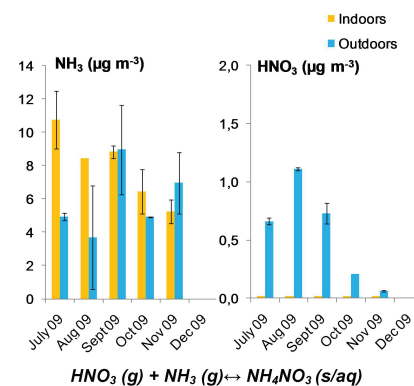 Indoors
Outdoors
NH₃ (µg m⁻³)
14
12
10
8
6
4
2
0
July 09
Aug 09
Sept 09
Oct 09
Nov 09
Dec 09
HNO₃ (µg m⁻³)
2,0
1,5
1,0
0,5
0,0
July 09
Aug 09
Sept 09
Oct 09
Nov 09
Dec 09
HNO₃ (g) + NH₃ (g)↔ NH₄NO₃ (s/aq)